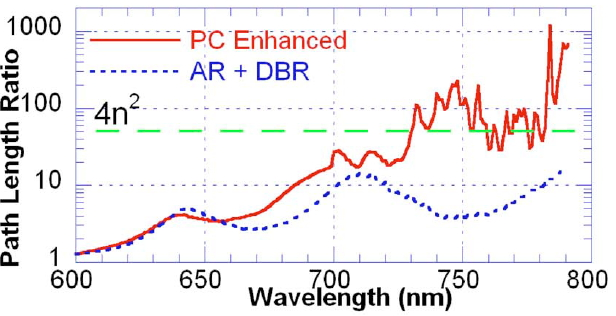 1000
100
10
1
Path Length Ratio
PC Enhanced
AR + DBR
4n²
600 650 700 750 800
Wavelength (nm)